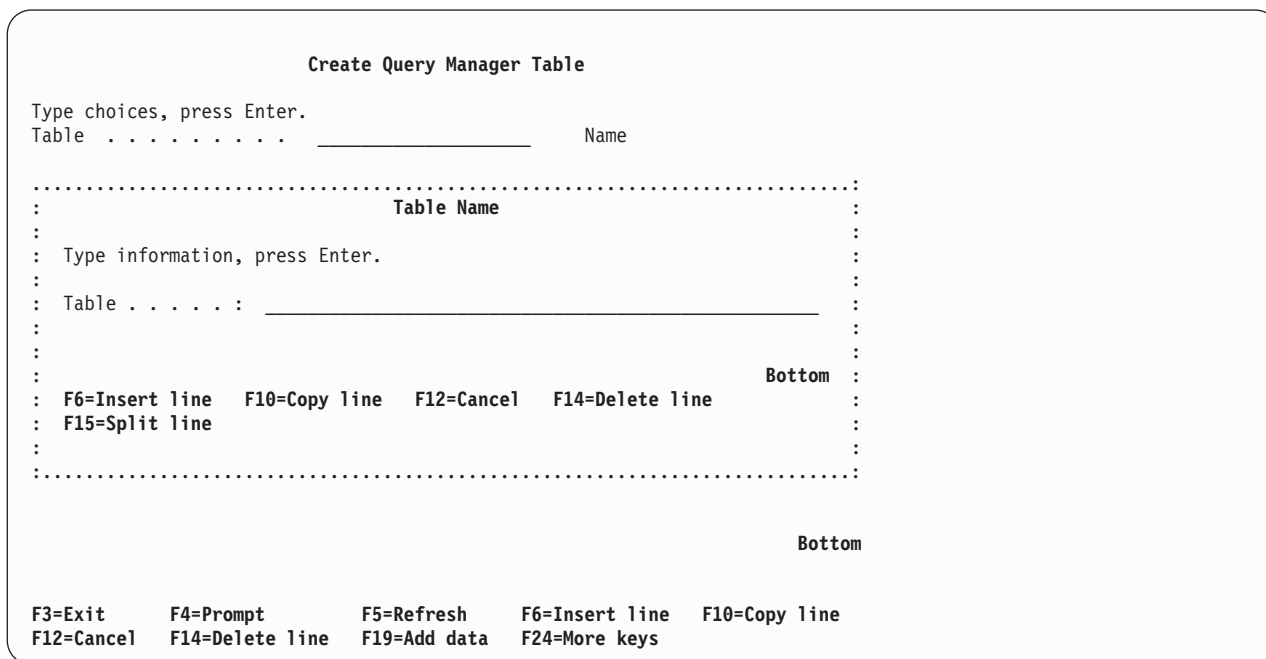 Create Query Manager Table
Type choices, press Enter.
Table . . . . . . . . . ____________________ Name
.............................................................................:
: Table Name :
: :
: Type information, press Enter. :
: :
: Table . . . . . : ____________________________________________________ :
: :
: :
: Bottom :
: F6=Insert line F10=Copy line F12=Cancel F14=Delete line :
: F15=Split line :
: :
:............................................................................:
Bottom
F3=Exit F4=Prompt F5=Refresh F6=Insert line F10=Copy line
F12=Cancel F14=Delete line F19=Add data F24=More keys